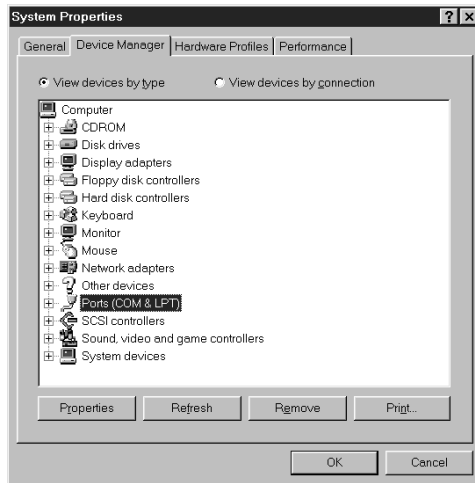 System Properties
General Device Manager Hardware Profiles Performance
View devices by type View devices by connection
Computer
CDROM
Disk drives
Display adapters
Floppy disk controllers
Hard disk controllers
Keyboard
Monitor
Mouse
Network adapters
Other devices
Ports (COM & LPT)
SCSI controllers
Sound, video and game controllers
System devices
Properties Refresh Remove Print...
OK Cancel